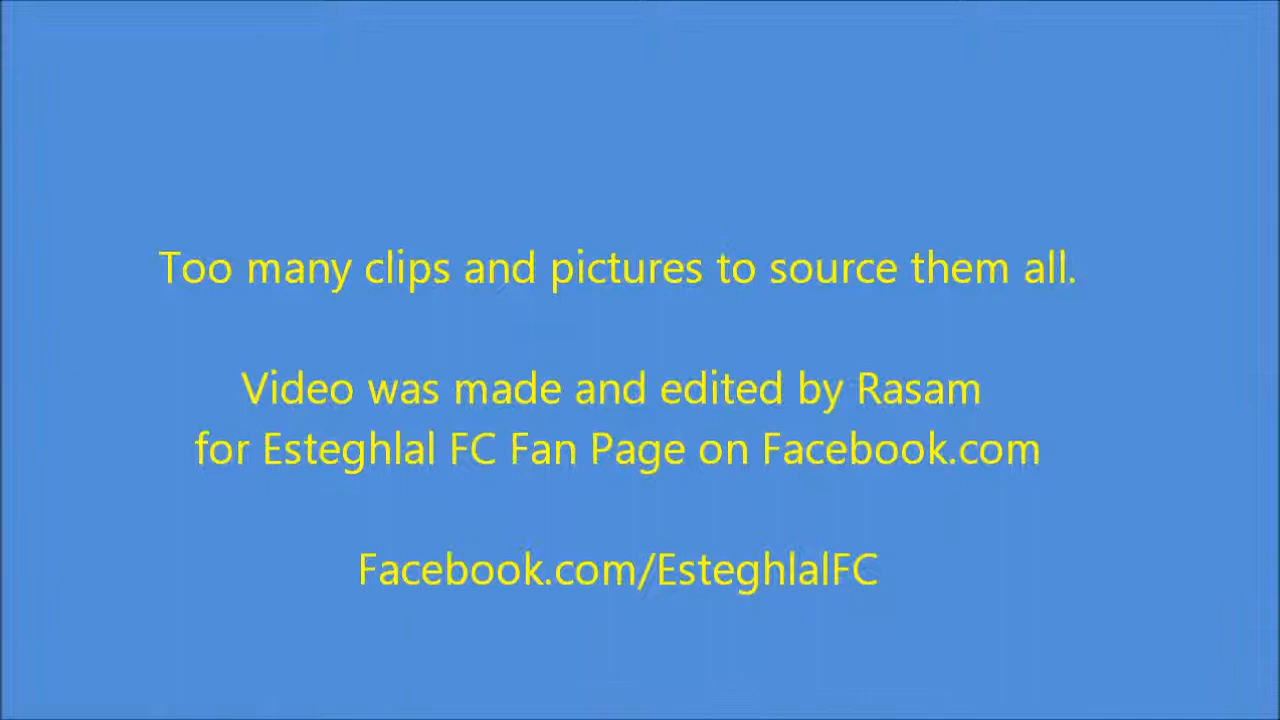 Too many clips and pictures to source them all.
Video was made and edited by Rasam
for Esteghlal FC Fan Page on Facebook.com
Facebook.com/EsteghlalFC